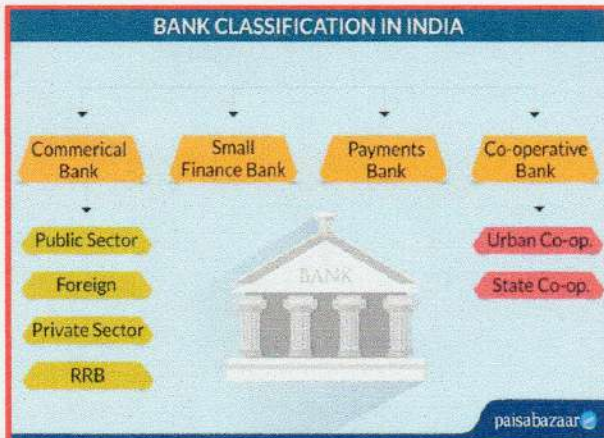 BANK CLASSIFICATION IN INDIA
Commerical
Bank
Small
Finance Bank
Payments
Bank
Co-operative
Bank
Public Sector
Foreign
Private Sector
RRB
Urban Co-op.
State Co-op.
BANK
paisabazaar